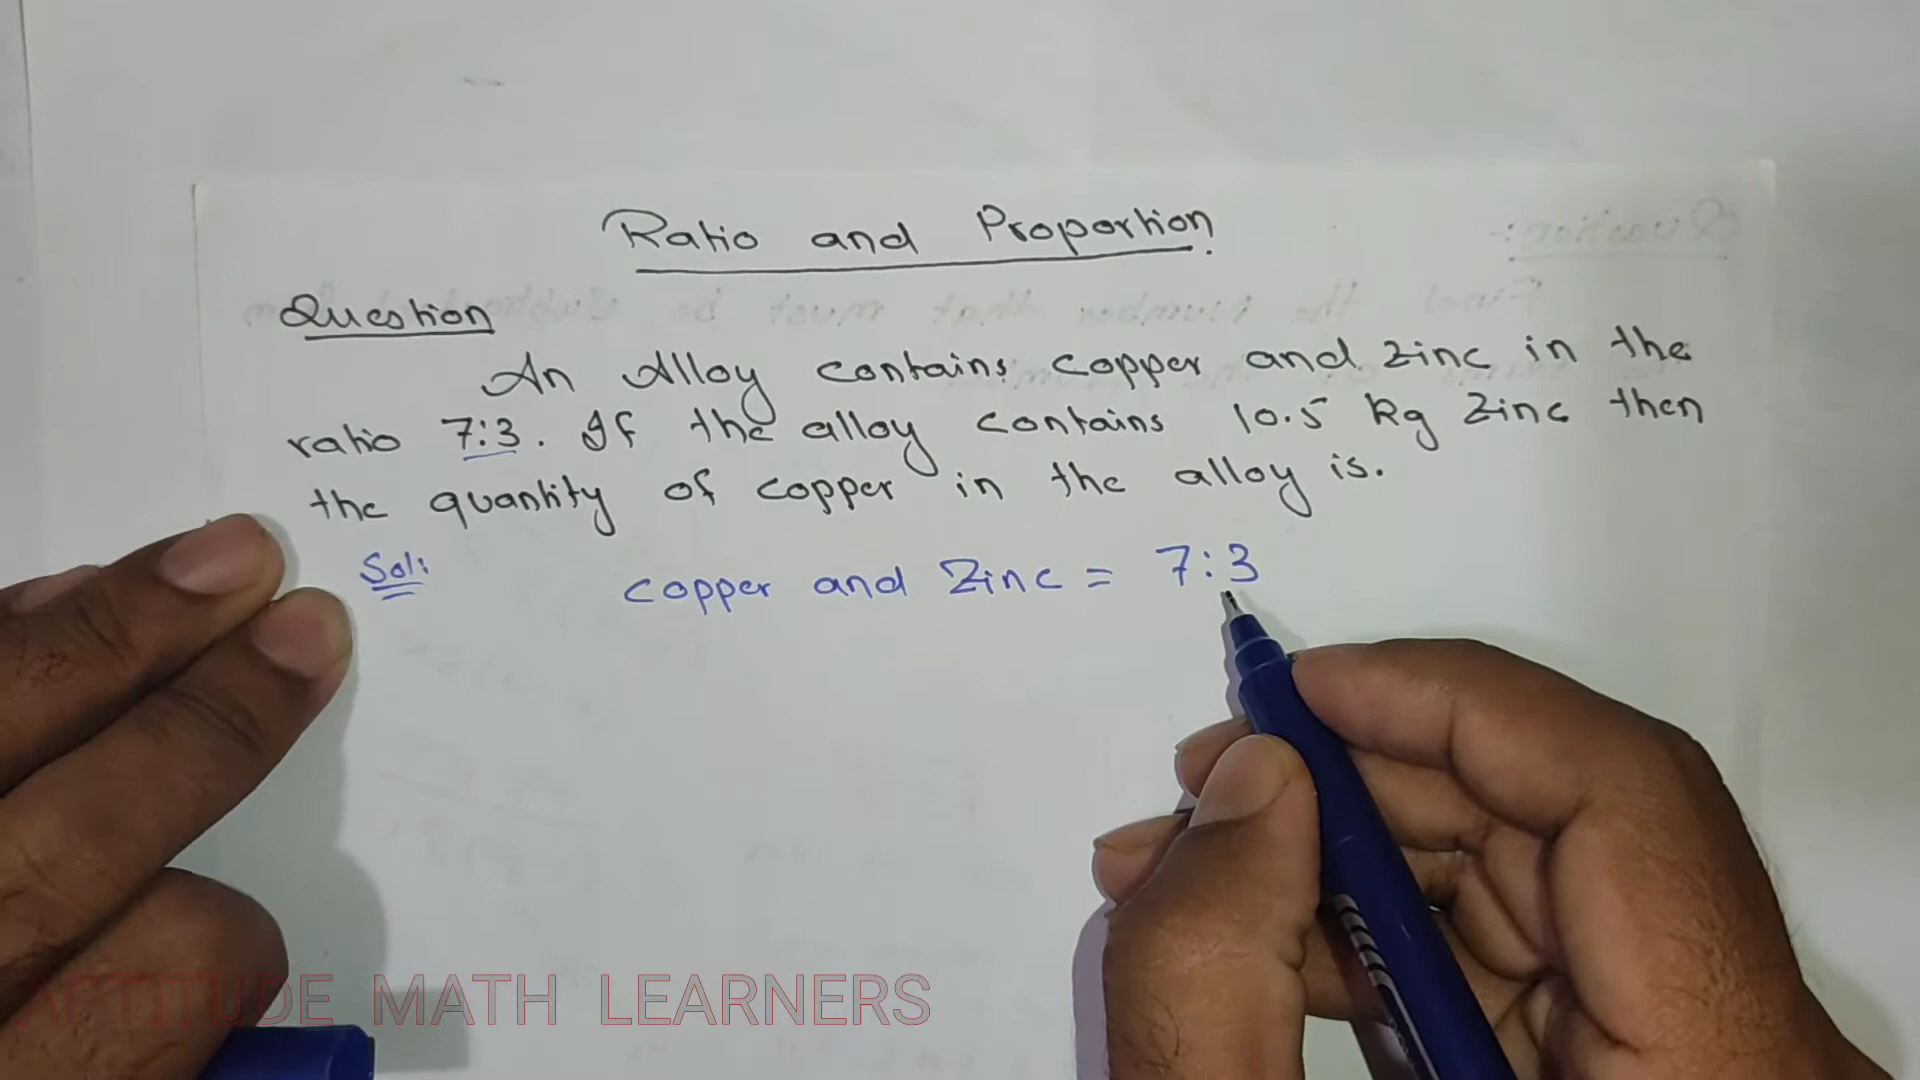 Ratio and Proportion.
Question
An Alloy contains copper and zinc in the
ratio 7:3. If the alloy contains 10.5 kg zinc then
the quantity of copper in the alloy is.
Sol:
copper and Zinc = 7:3
APTITUDE MATH LEARNERS